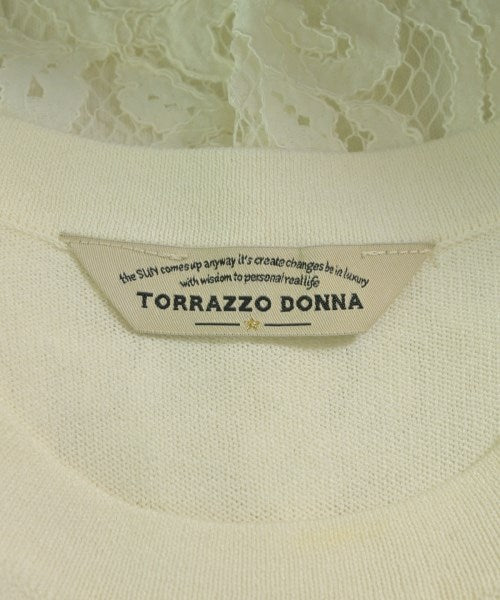 the SUN comes up anyway it's create changes be in luxury
with wisdom to personal real life
TORRAZZO DONNA